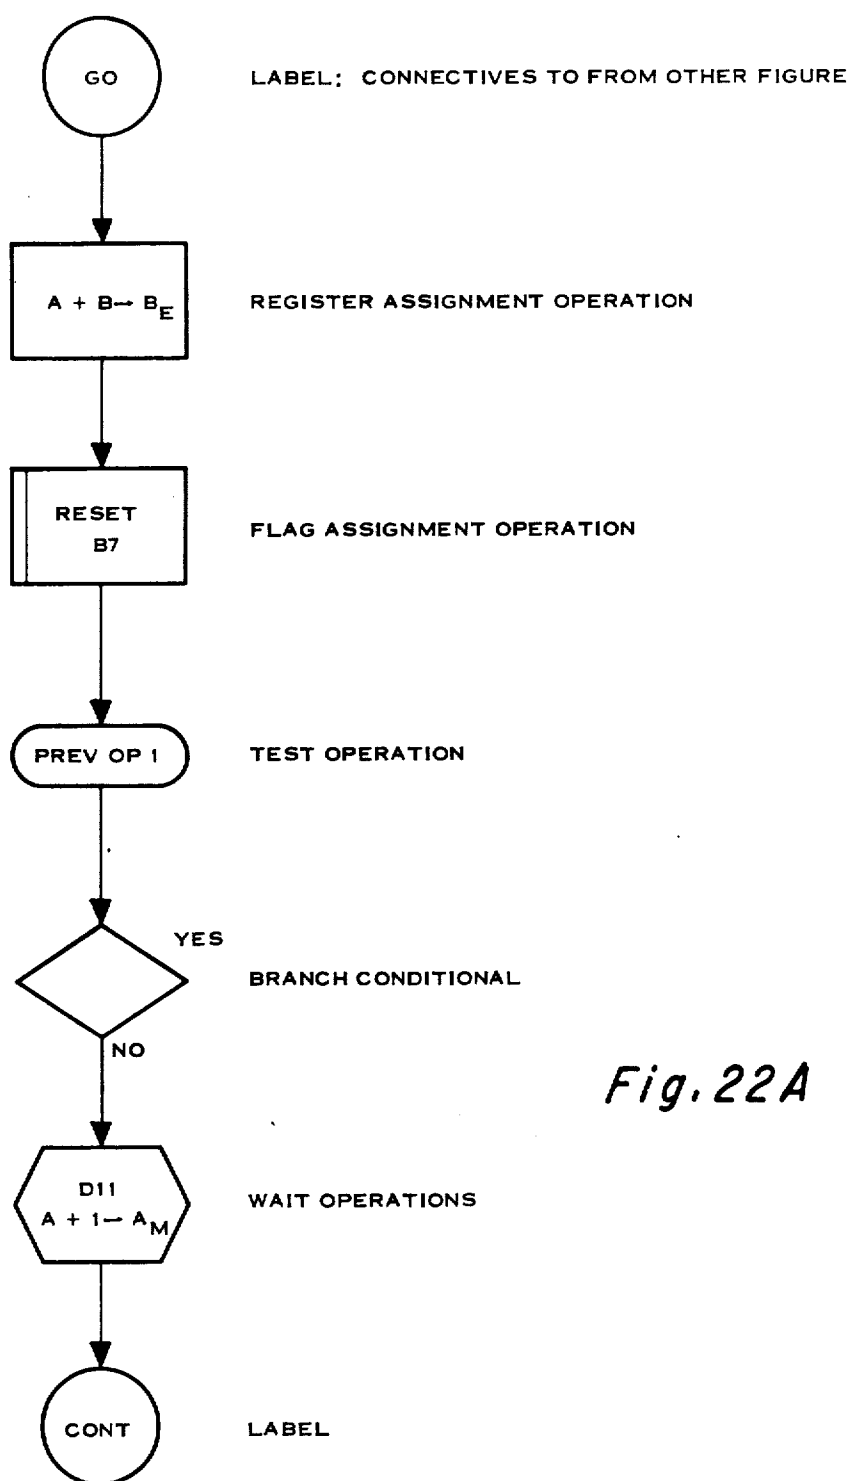 GO
LABEL: CONNECTIVES TO FROM OTHER FIGURE
A + B → B_E
REGISTER ASSIGNMENT OPERATION
RESET
B7
FLAG ASSIGNMENT OPERATION
PREV OP 1
TEST OPERATION
YES
BRANCH CONDITIONAL
NO
Fig. 22A
D11
A + 1 → A_M
WAIT OPERATIONS
CONT
LABEL